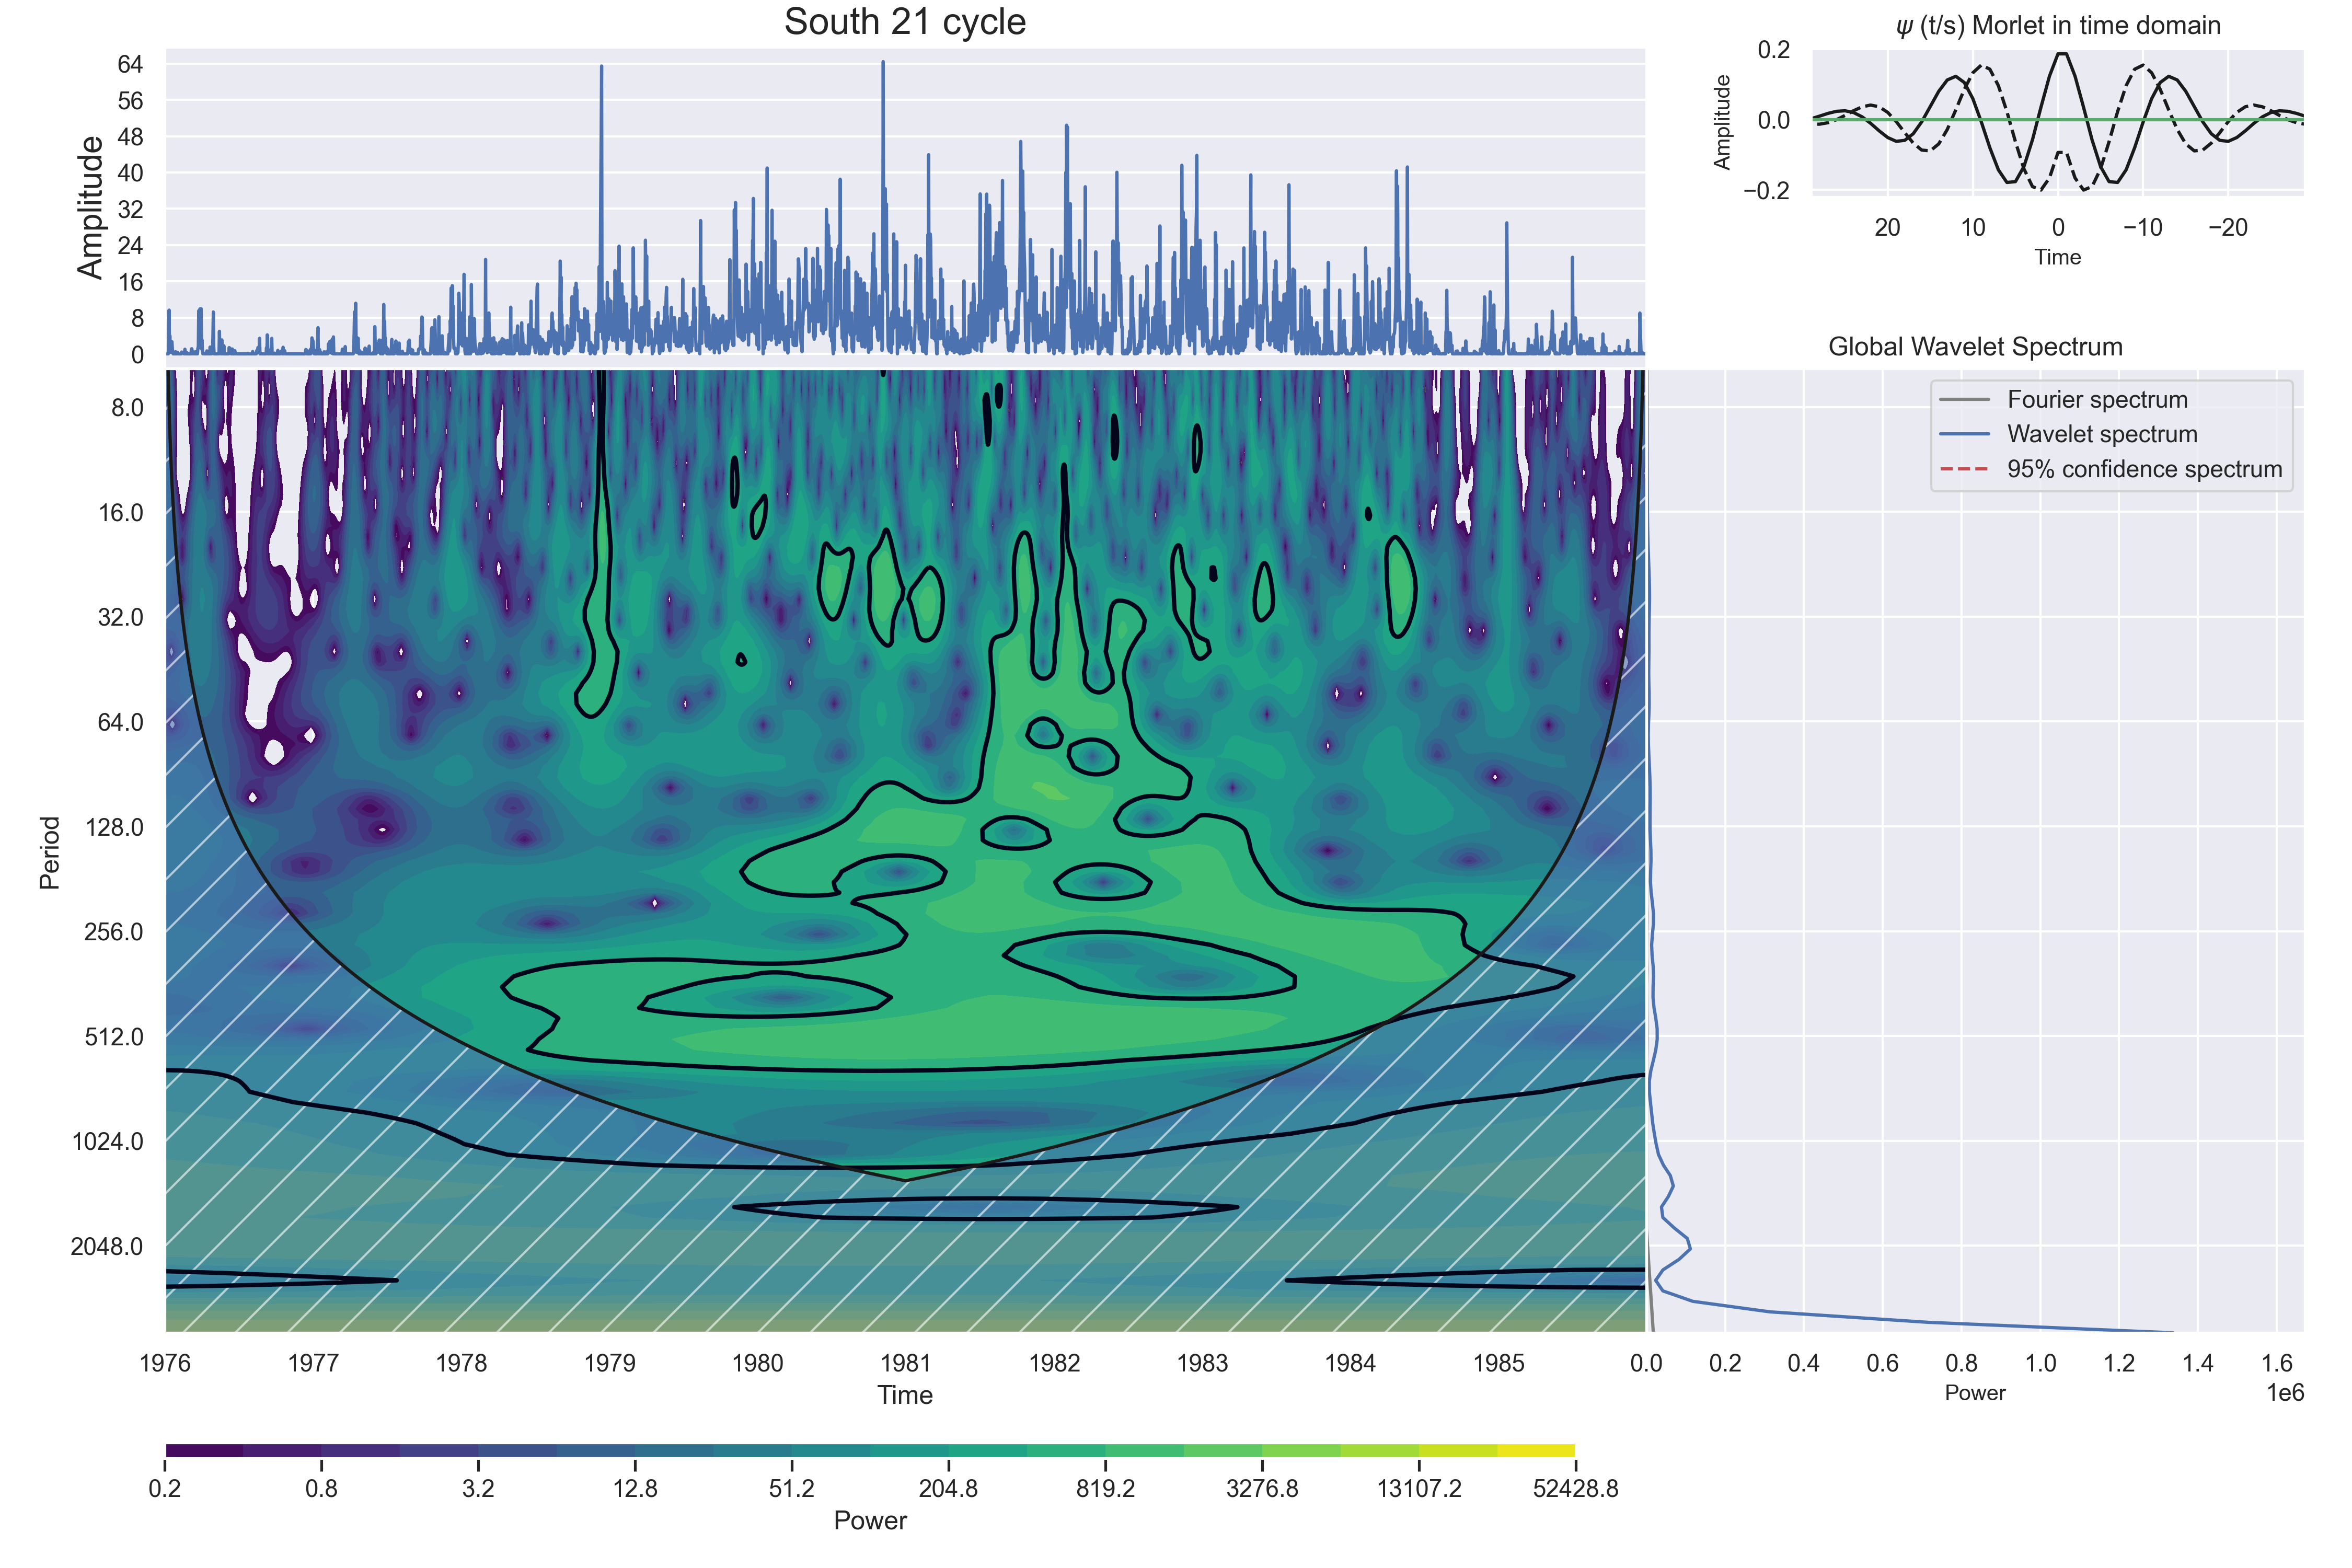 South 21 cycle
64
56
48
40
32
24
16
8
0
Amplitude
ψ (t/s) Morlet in time domain
0.2
0.0
−0.2
Amplitude
20 10 0 −10 −20
Time
Global Wavelet Spectrum
Fourier spectrum
Wavelet spectrum
95% confidence spectrum
8.0
16.0
32.0
64.0
128.0
256.0
512.0
1024.0
2048.0
Period
1976 1977 1978 1979 1980 1981 1982 1983 1984 1985
Time
0.0 0.2 0.4 0.6 0.8 1.0 1.2 1.4 1.6
1e6
Power
0.2 0.8 3.2 12.8 51.2 204.8 819.2 3276.8 13107.2 52428.8
Power